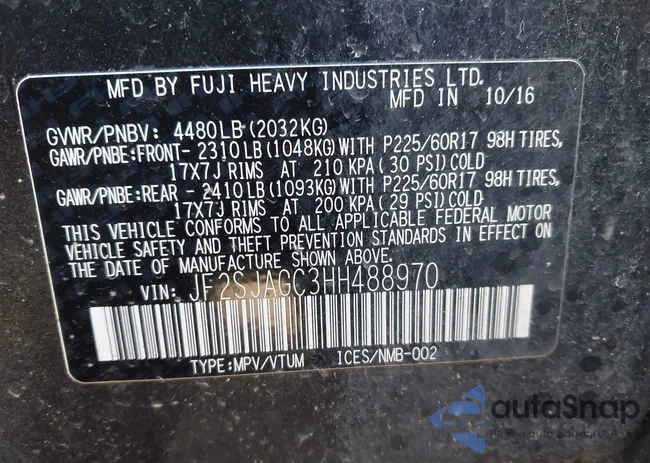 MFD BY FUJI HEAVY INDUSTRIES LTD.
MFD IN 10/16
GVWR/PNBV: 4480LB(2032KG)
GAWR/PNBE:FRONT- 2310LB(1048KG)WITH P225/60R17 98H TIRES,
17X7J RIMS AT 210 KPA(30 PSI)COLD
GAWR/PNBE:REAR - 2410LB(1093KG)WITH P225/60R17 98H TIRES,
17X7J RIMS AT 200 KPA(29 PSI)COLD
THIS VEHICLE CONFORMS TO ALL APPLICABLE FEDERAL MOTOR
VEHICLE SAFETY AND THEFT PREVENTION STANDARDS IN EFFECT ON
THE DATE OF MANUFACTURE SHOWN ABOVE.
VIN: JF2SJAGC3HH488970
TYPE:MPV/VTUM ICES/NMB-002
autaSnap